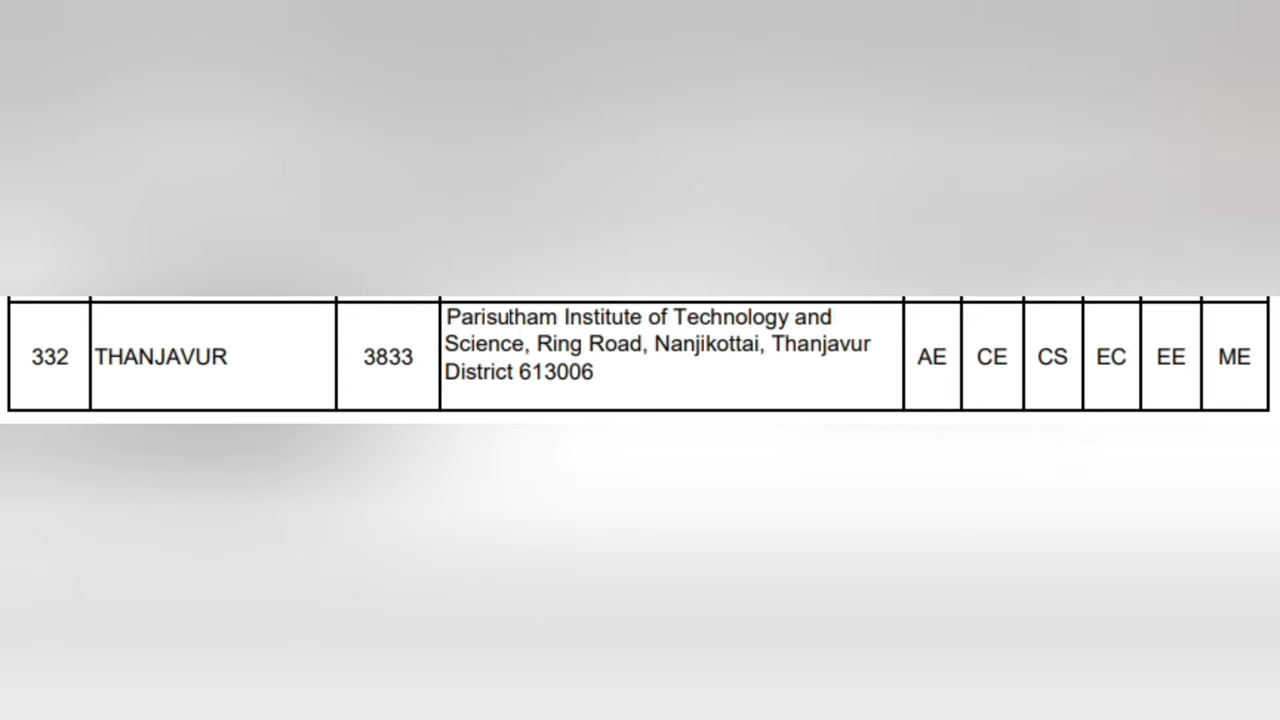 332 THANJAVUR 3833 Parisutham Institute of Technology and
Science, Ring Road, Nanjikottai, Thanjavur
District 613006
AE CE CS EC EE ME